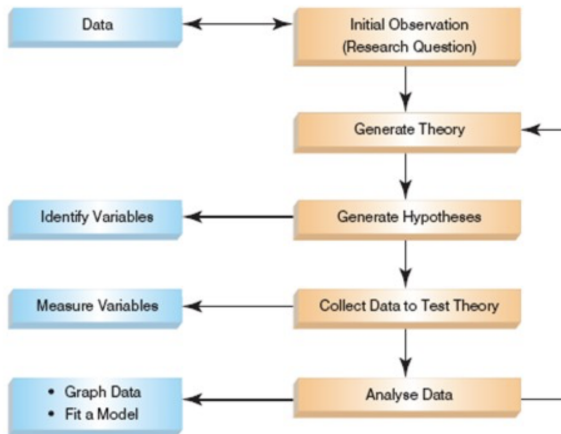 Data
Initial Observation
(Research Question)
Generate Theory
Identify Variables
Generate Hypotheses
Measure Variables
Collect Data to Test Theory
• Graph Data
• Fit a Model
Analyse Data